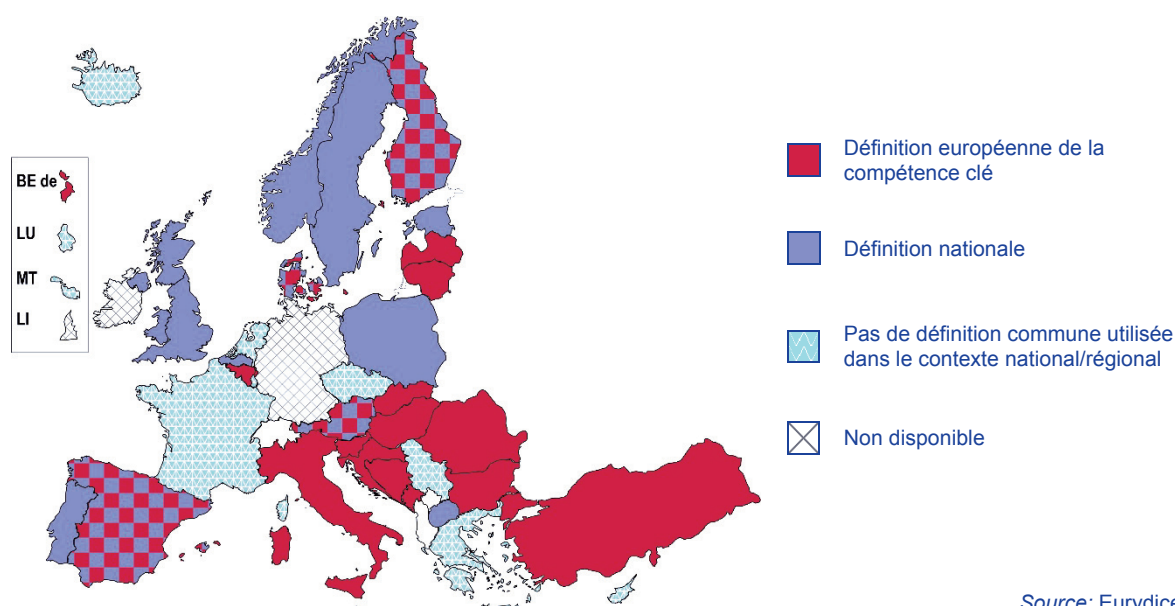 BE de
LU
MT
LI
Définition européenne de la
compétence clé
Définition nationale
Pas de définition commune utilisée
dans le contexte national/régional
Non disponible
Source: Eurydice